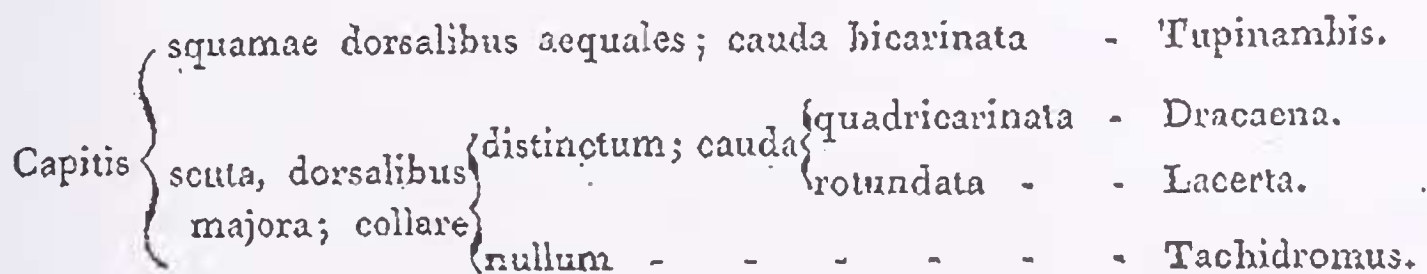 squamae dorsalibus aequales; cauda bicarinata - Tupinambis.
quadricarinata - Dracaena.
distinctum; cauda
Capitis scuta, dorsalibus rotundata - - Lacerta.
majora; collare
nullum - - - - - - Tachidromus.